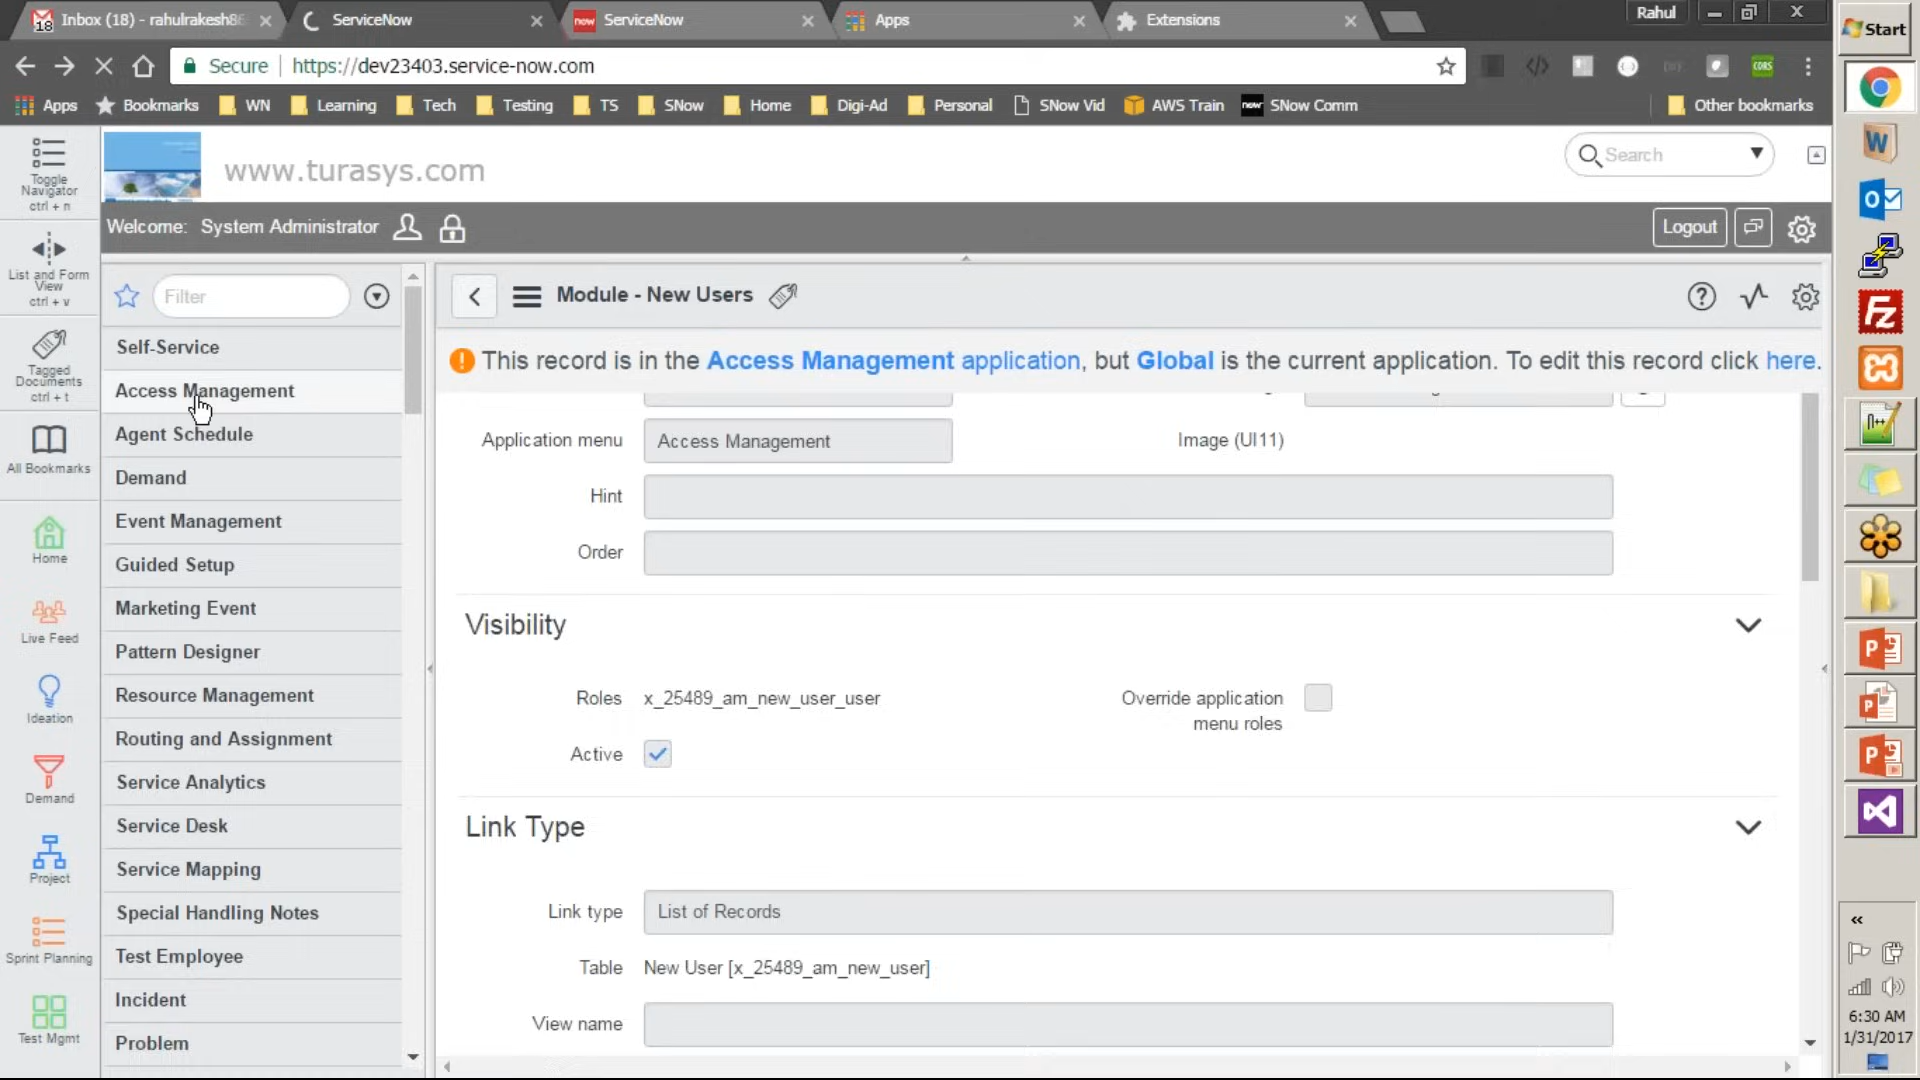 Inbox (18) - rahulrakesh86
ServiceNow
now ServiceNow
Apps
Extensions
Rahul
Start
18
Secure https://dev23403.service-now.com
CORS
Apps Bookmarks WN Learning Tech Testing TS SNow Home Digi-Ad Personal SNow Vid AWS Train now SNow Comm Other bookmarks
Toggle
Navigator
ctrl + n
www.turasys.com
Search
Welcome: System Administrator
Logout
List and Form
View
ctrl + v
Filter
Module - New Users
This record is in the Access Management application, but Global is the current application. To edit this record click here.
Tagged
Documents
ctrl + t
All Bookmarks
Home
Live Feed
Ideation
Demand
Project
Sprint Planning
Test Mgmt
Self-Service
Access Management
Agent Schedule
Demand
Event Management
Guided Setup
Marketing Event
Pattern Designer
Resource Management
Routing and Assignment
Service Analytics
Service Desk
Service Mapping
Special Handling Notes
Test Employee
Incident
Problem
Application menu Access Management
Image (UI11)
Hint
Order
Visibility
Roles x_25489_am_new_user_user
Override application
menu roles
Active
Link Type
Link type List of Records
Table New User [x_25489_am_new_user]
View name
6:30 AM
1/31/2017